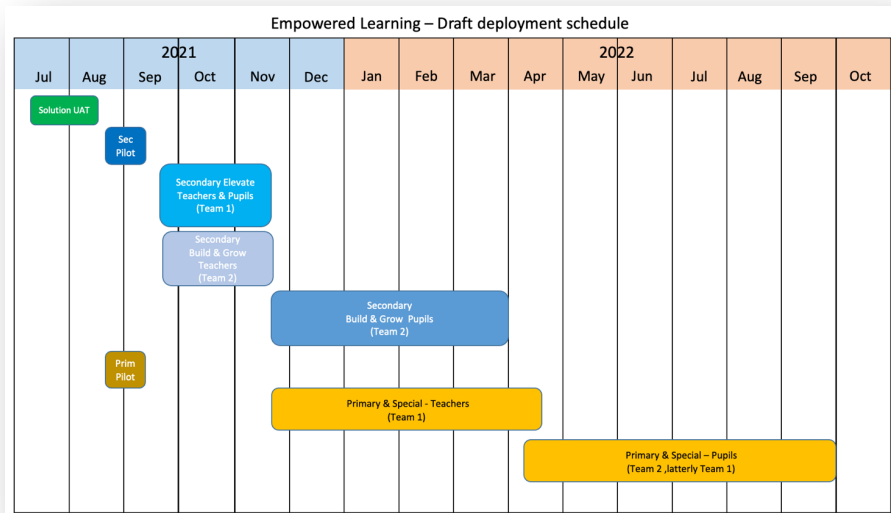 Empowered Learning – Draft deployment schedule
2021
2022
Jul Aug Sep Oct Nov Dec Jan Feb Mar Apr May Jun Jul Aug Sep Oct
Solution UAT
Sec
Pilot
Secondary Elevate
Teachers & Pupils
(Team 1)
Secondary
Build & Grow
Teachers
(Team 2)
Secondary
Build & Grow Pupils
(Team 2)
Prim
Pilot
Primary & Special - Teachers
(Team 1)
Primary & Special – Pupils
(Team 2 ,latterly Team 1)